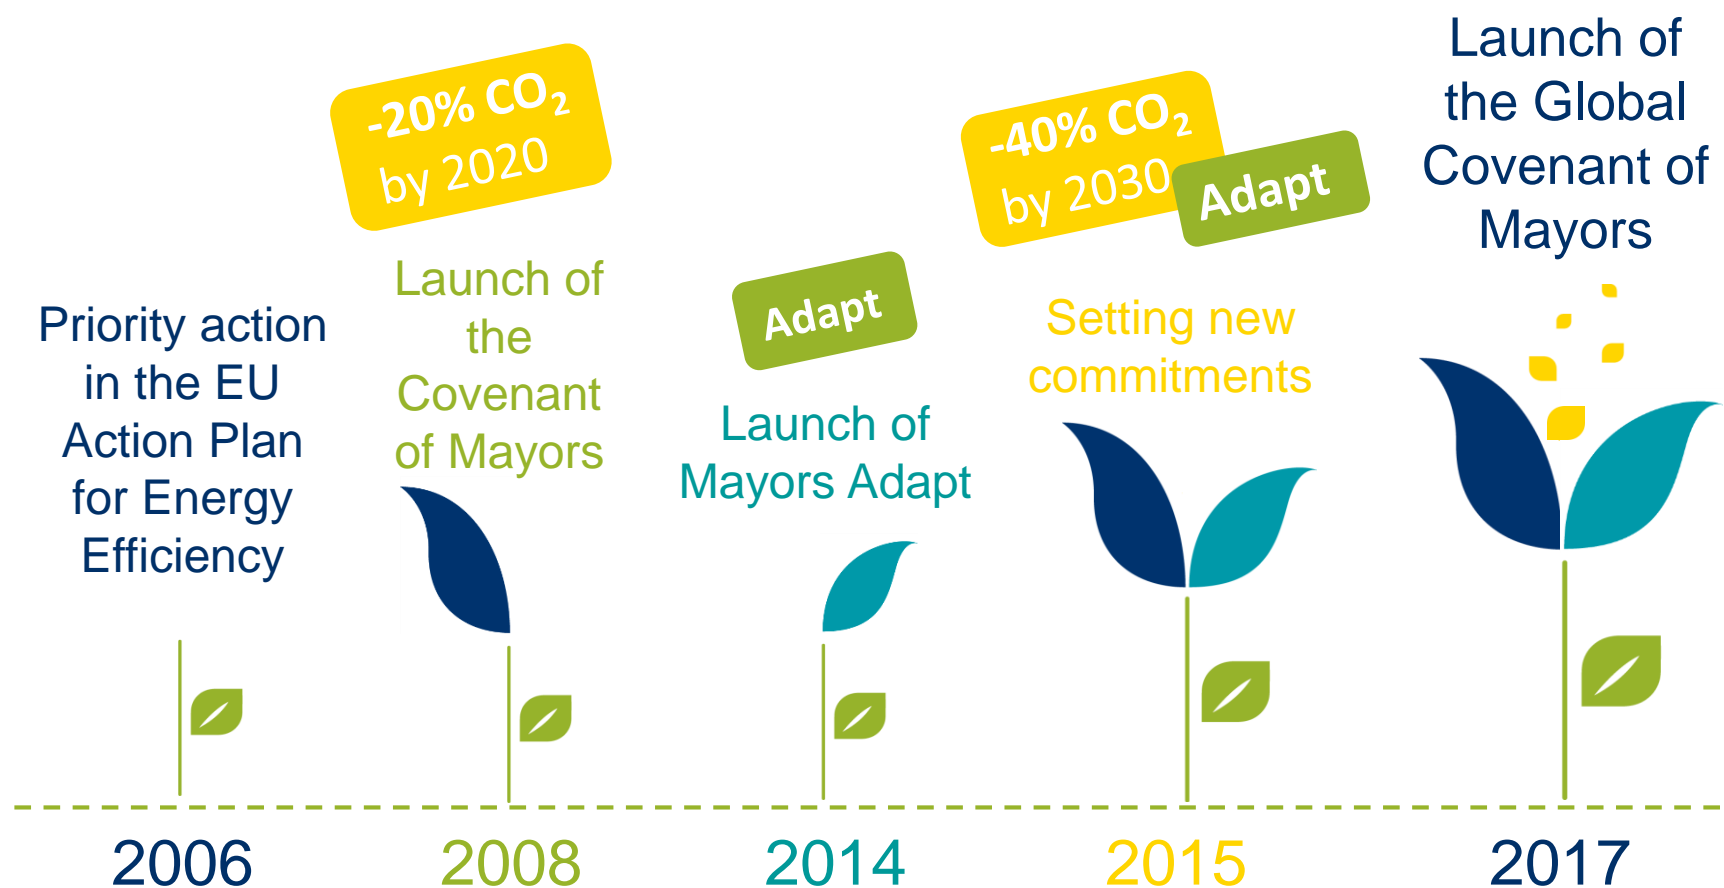 Priority action
in the EU
Action Plan
for Energy
Efficiency
2006
-20% CO₂
by 2020
Launch of
the
Covenant
of Mayors
2008
Adapt
Launch of
Mayors Adapt
2014
-40% CO₂
by 2030
Adapt
Setting new
commitments
2015
Launch of
the Global
Covenant of
Mayors
2017